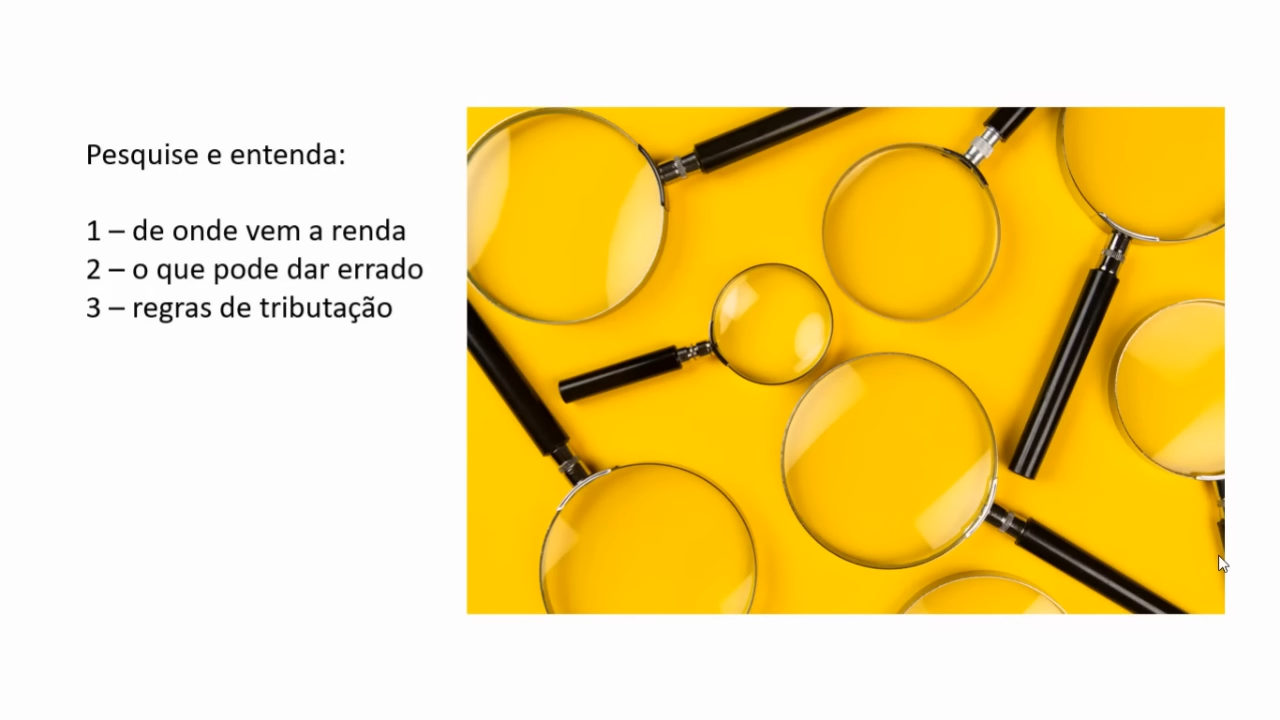 Pesquise e entenda:
1 – de onde vem a renda
2 – o que pode dar errado
3 – regras de tributação